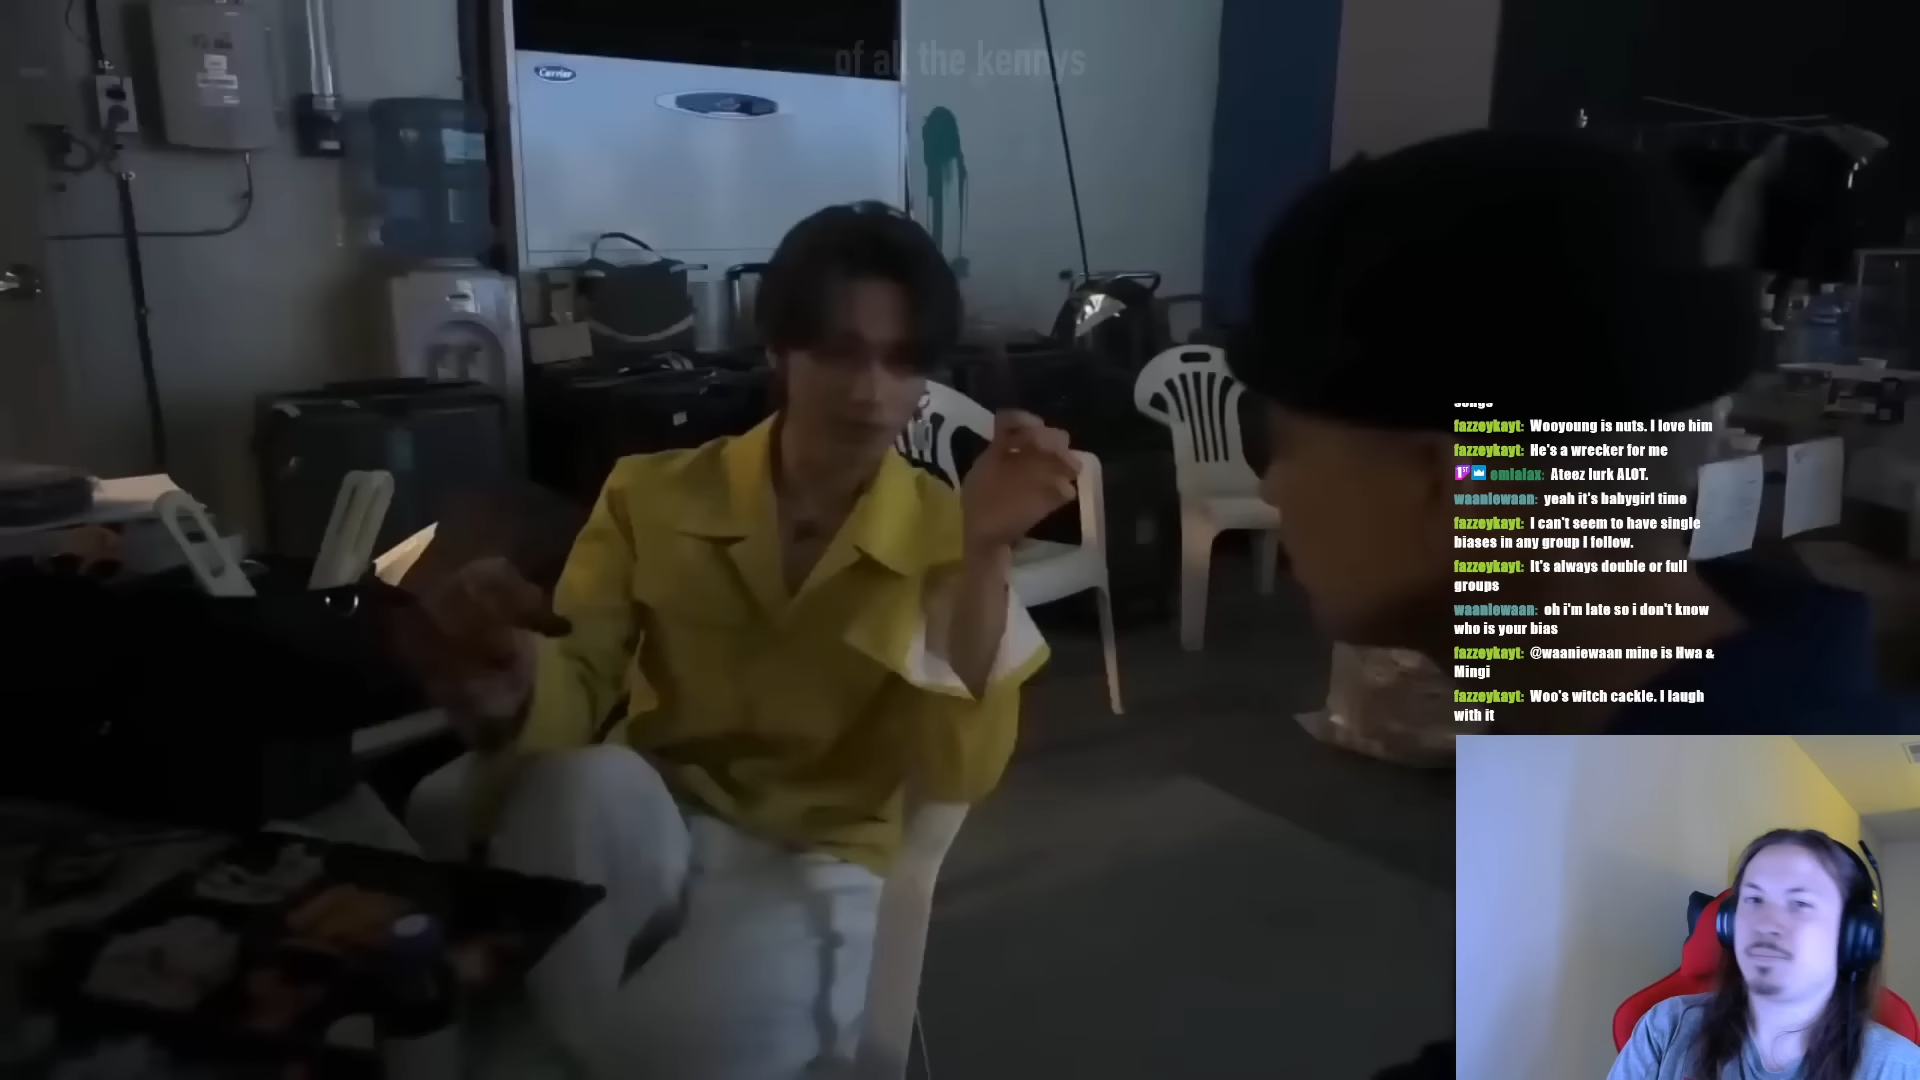 of all the kennys
Carrier
songs
fazzeykayt: Wooyoung is nuts. I love him
fazzeykayt: He's a wrecker for me
1ST emlalax: Ateez lurk ALOT.
waaniewaan: yeah it's babygirl time
fazzeykayt: I can't seem to have single
biases in any group I follow.
fazzeykayt: It's always double or full
groups
waaniewaan: oh i'm late so i don't know
who is your bias
fazzeykayt: @waaniewaan mine is Hwa &
Mingi
fazzeykayt: Woo's witch cackle. I laugh
with it